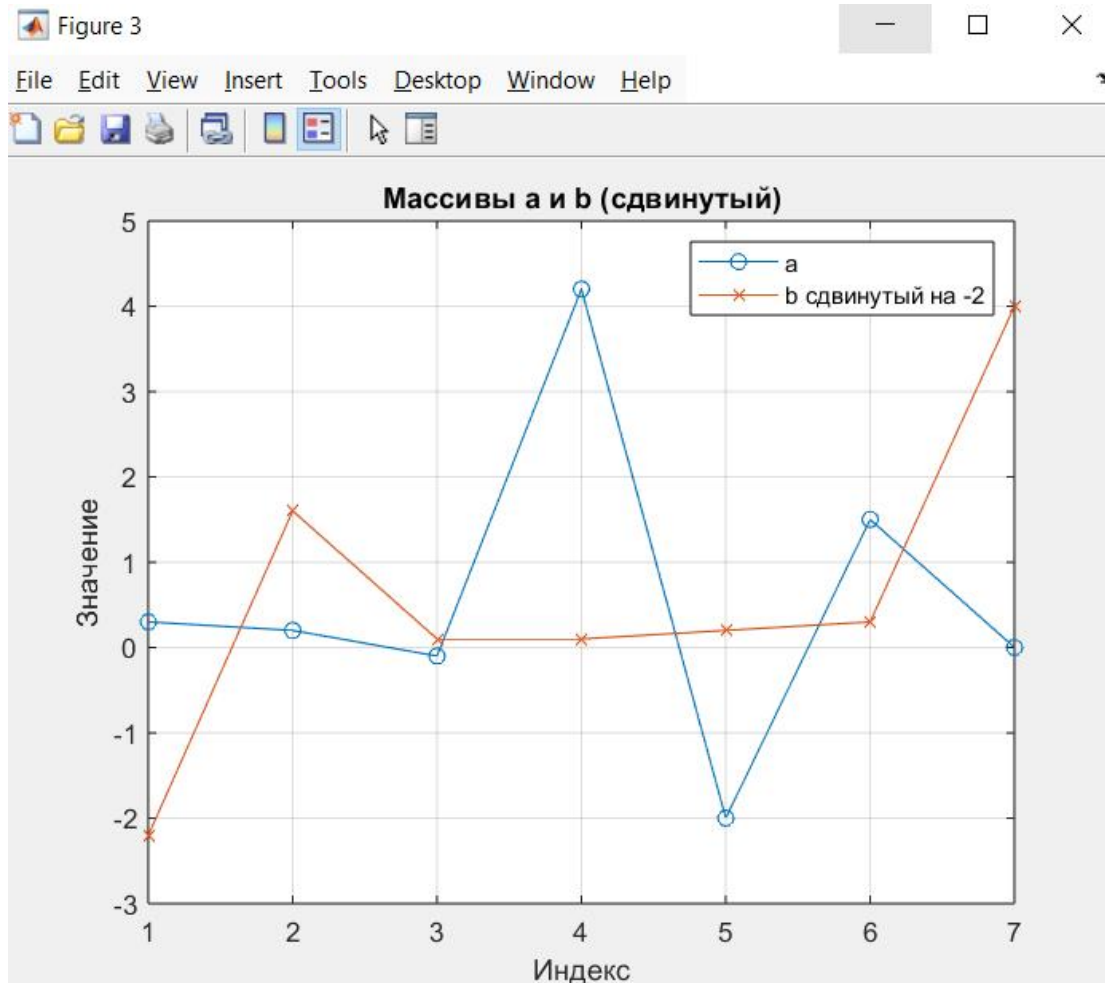 Figure 3
File Edit View Insert Tools Desktop Window Help
Массивы a и b (сдвинутый)
a
b сдвинутый на -2
5
4
3
2
1
0
-1
-2
-3
Значение
1 2 3 4 5 6 7
Индекс